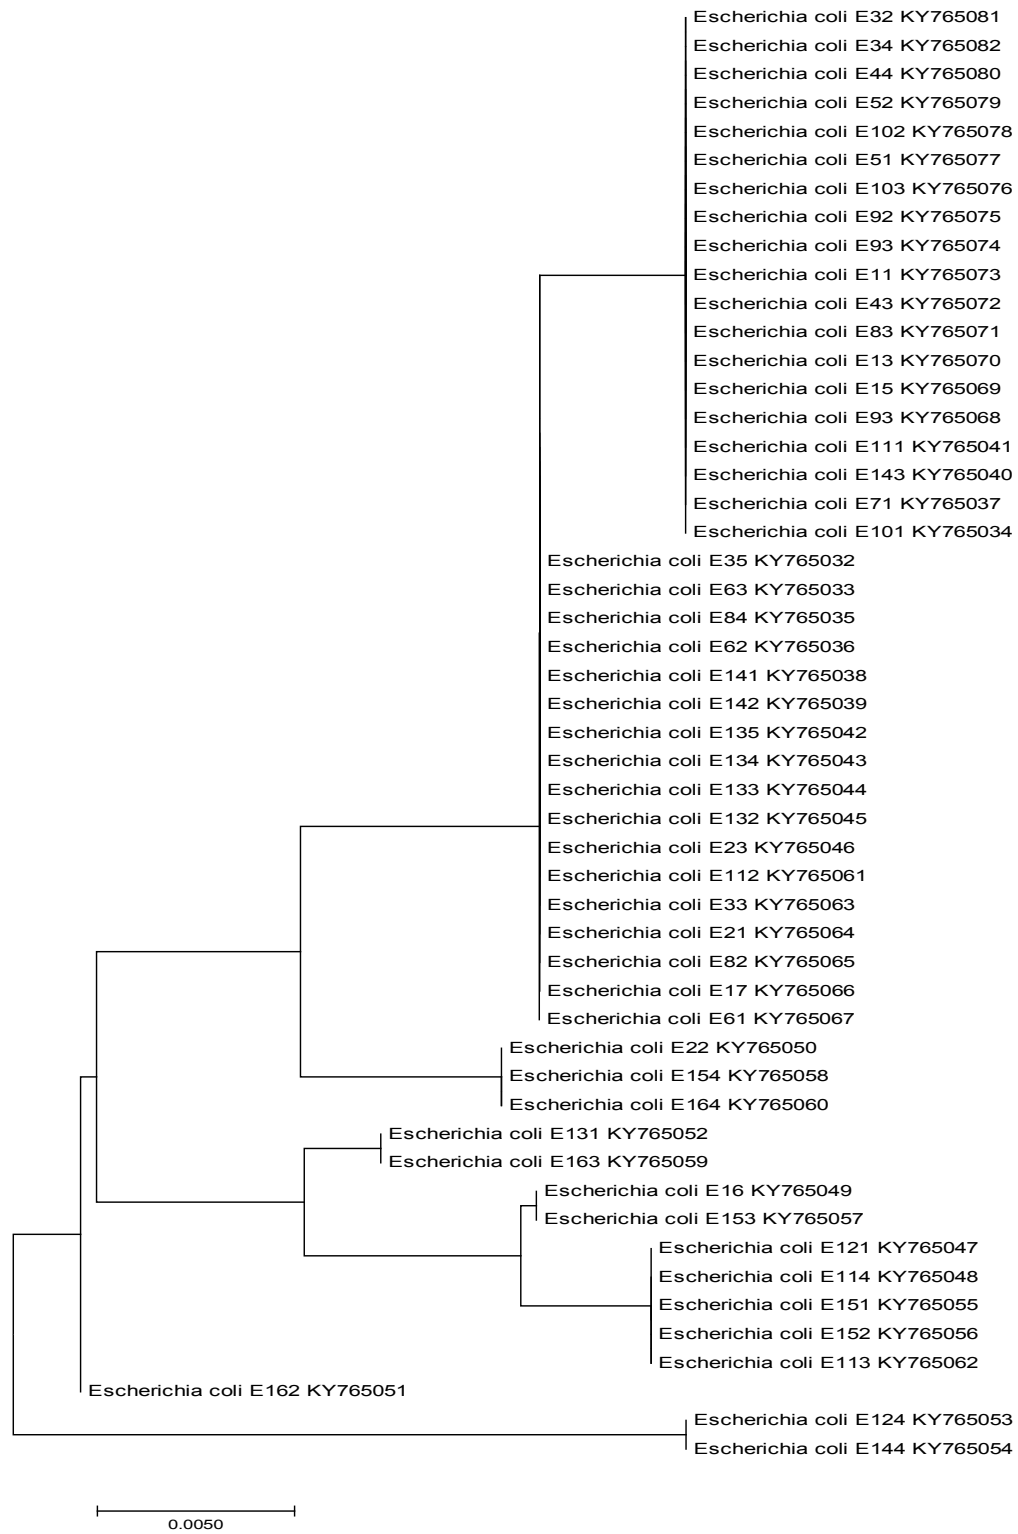 Escherichia coli E32 KY765081
Escherichia coli E34 KY765082
Escherichia coli E44 KY765080
Escherichia coli E52 KY765079
Escherichia coli E102 KY765078
Escherichia coli E51 KY765077
Escherichia coli E103 KY765076
Escherichia coli E92 KY765075
Escherichia coli E93 KY765074
Escherichia coli E11 KY765073
Escherichia coli E43 KY765072
Escherichia coli E83 KY765071
Escherichia coli E13 KY765070
Escherichia coli E15 KY765069
Escherichia coli E93 KY765068
Escherichia coli E111 KY765041
Escherichia coli E143 KY765040
Escherichia coli E71 KY765037
Escherichia coli E101 KY765034
Escherichia coli E35 KY765032
Escherichia coli E63 KY765033
Escherichia coli E84 KY765035
Escherichia coli E62 KY765036
Escherichia coli E141 KY765038
Escherichia coli E142 KY765039
Escherichia coli E135 KY765042
Escherichia coli E134 KY765043
Escherichia coli E133 KY765044
Escherichia coli E132 KY765045
Escherichia coli E23 KY765046
Escherichia coli E112 KY765061
Escherichia coli E33 KY765063
Escherichia coli E21 KY765064
Escherichia coli E82 KY765065
Escherichia coli E17 KY765066
Escherichia coli E61 KY765067
Escherichia coli E22 KY765050
Escherichia coli E154 KY765058
Escherichia coli E164 KY765060
Escherichia coli E131 KY765052
Escherichia coli E163 KY765059
Escherichia coli E16 KY765049
Escherichia coli E153 KY765057
Escherichia coli E121 KY765047
Escherichia coli E114 KY765048
Escherichia coli E151 KY765055
Escherichia coli E152 KY765056
Escherichia coli E113 KY765062
Escherichia coli E162 KY765051
Escherichia coli E124 KY765053
Escherichia coli E144 KY765054
0.0050